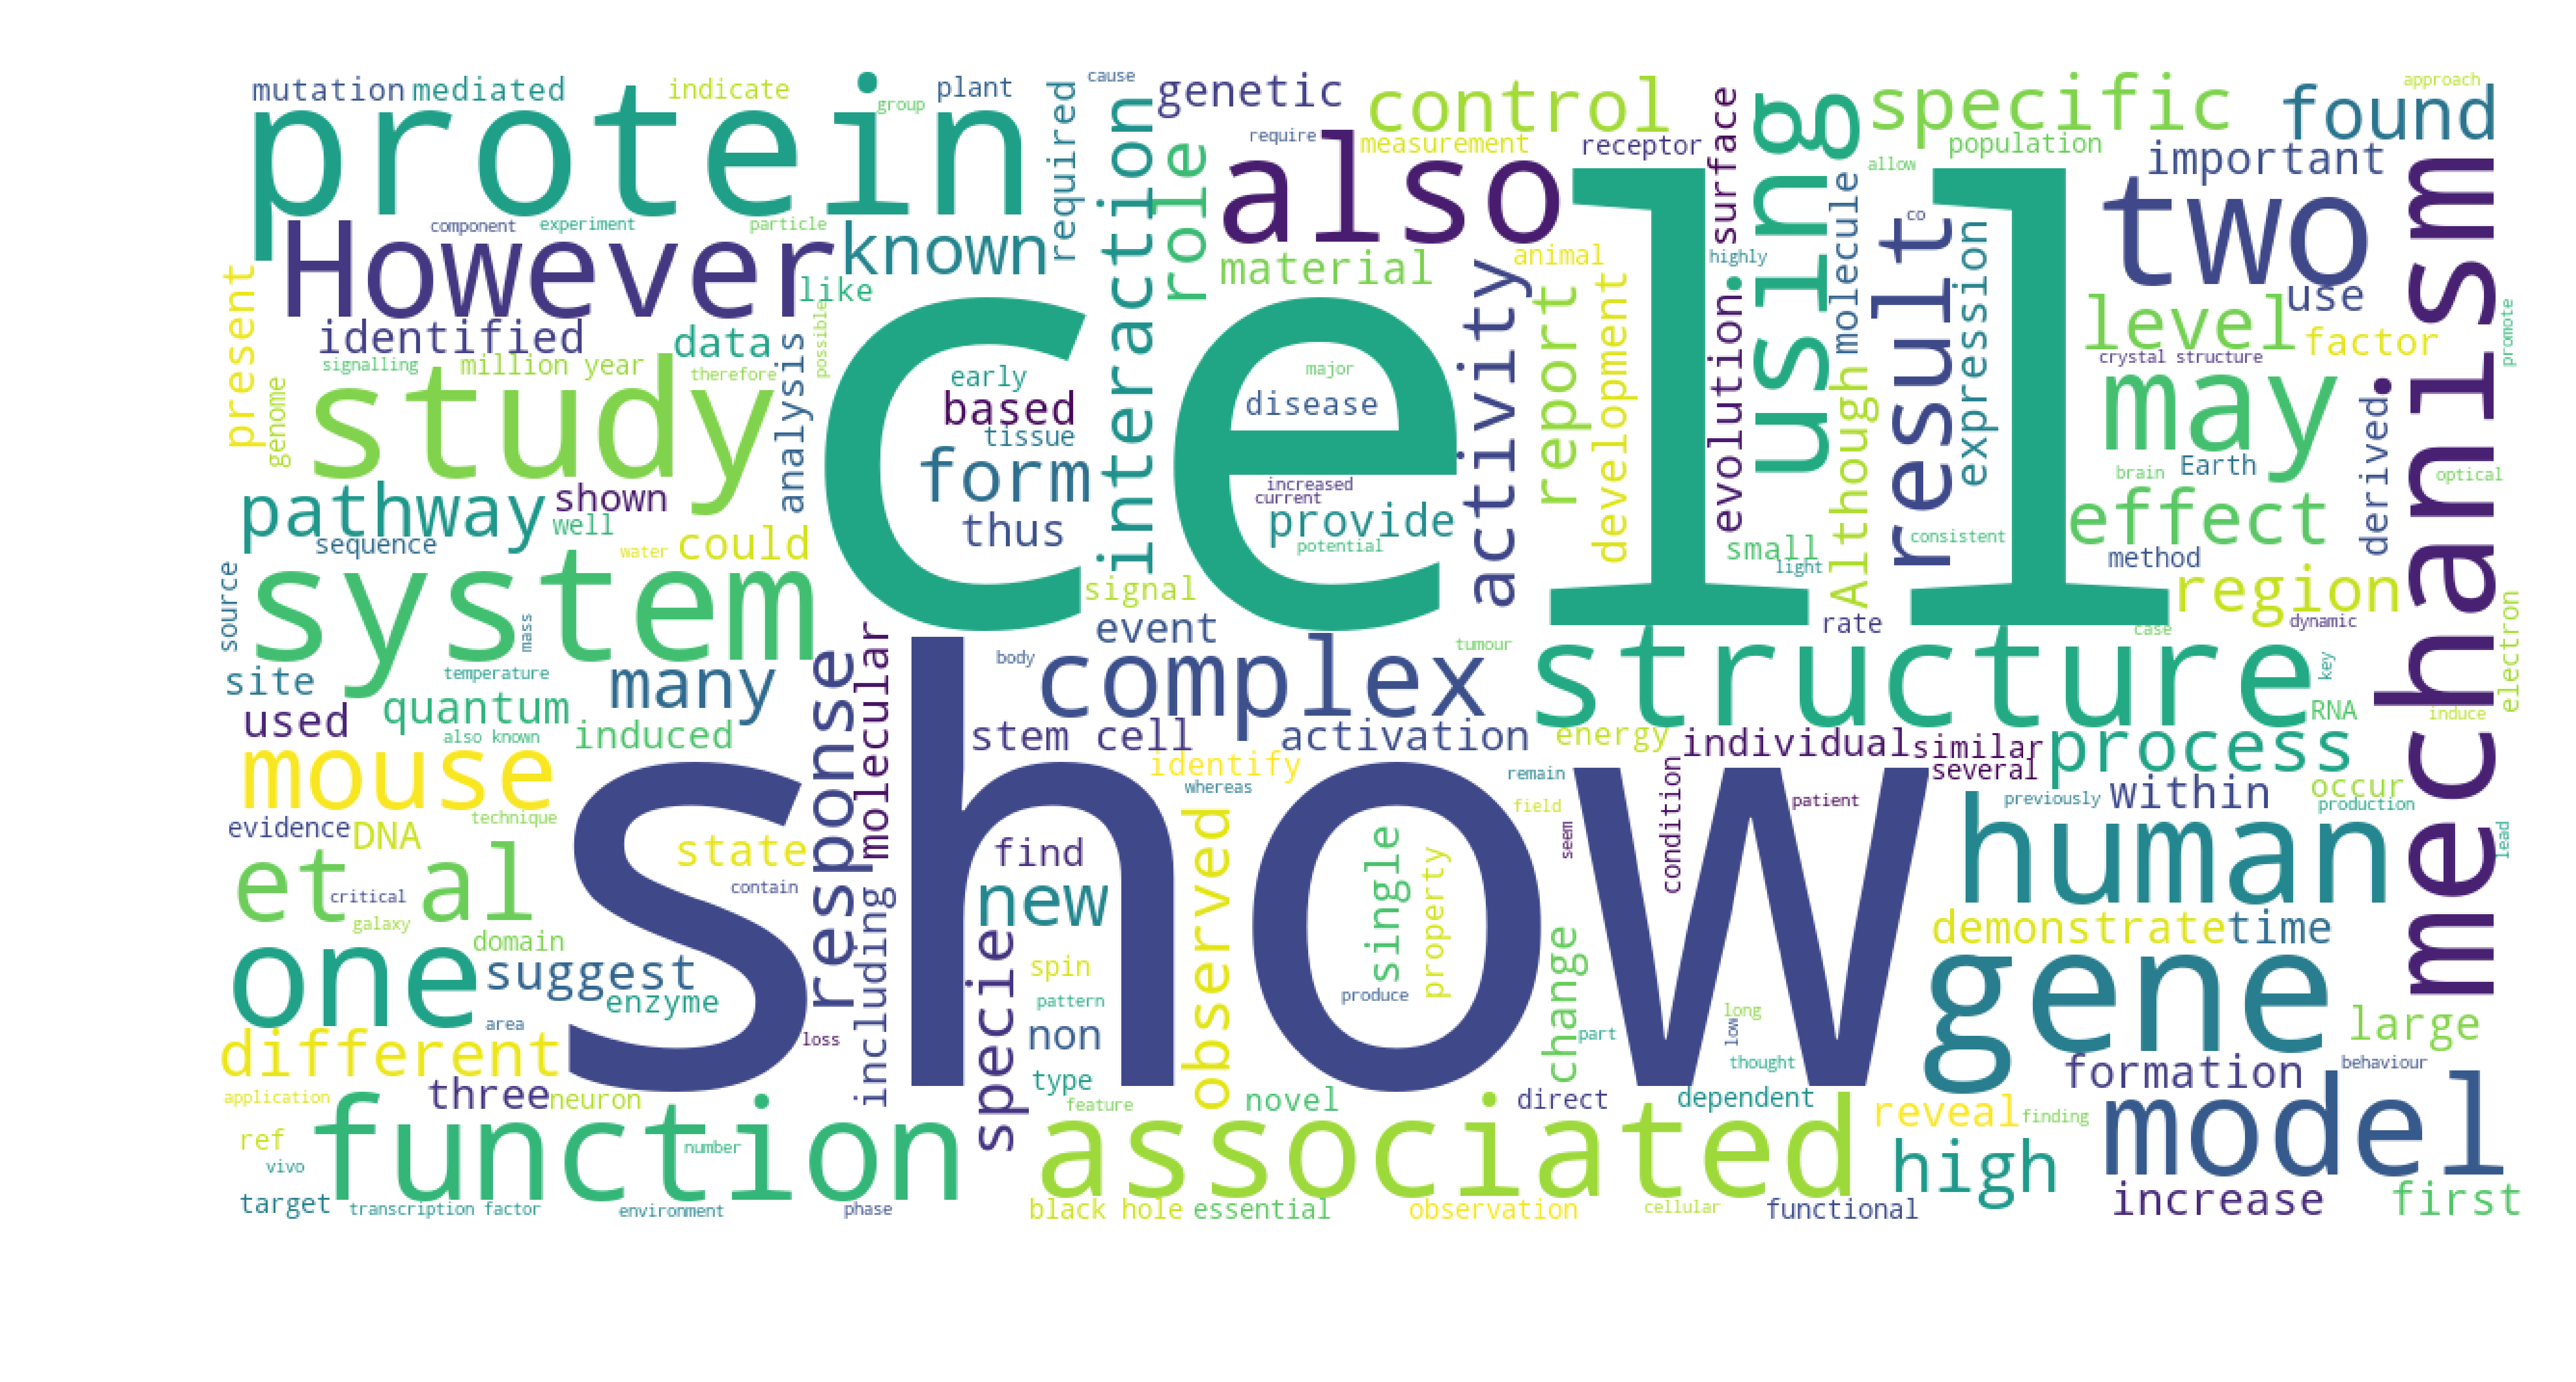 mutation
mediated
indicate
group
plant
cause
required
genetic
control
specific
found
approach
protein
require
measurement
receptor
surface
population
important
allow
also
using
two
mechanism
However
component
experiment
particle
known
interaction
role
material
animal
highly
molecule
co
result
expression
use
like
possible
present
identified
data
level
factor
promote
crystal structure
signalling
million year
therefore
study
analysis
genome
early
based
tissue
form
thus
cell
major
disease
increased
current
provide
potential
activity
report
development
evolution
Although
may
derived
brain
Earth
optical
effect
consistent
small
light
method
region
pathway
shown
well
sequence
water
could
system
source
mass
signal
event
rate
case
dynamic
electron
tumour
body
complex
structure
key
RNA
induce
temperature
site
many
used
quantum
also known
induced
response
molecular
stem cell
activation
energy
individual
similar
several
process
mouse
identify
whereas
remain
condition
patient
previously
within
occur
production
technique
evidence
DNA
state
find
field
seem
human
lead
et al
critical
galaxy
contain
including
new
observed
single
property
show
demonstrate
time
one
domain
suggest
enzyme
specie
spin
pattern
produce
change
gene
large
area
different
loss
non
part
long
low
thought
formation
behaviour
application
three
neuron
type
feature
novel
direct
dependent
reveal
finding
model
ref
function
number
associated
high
vivo
target
transcription factor
environment
phase
black hole
essential
observation
cellular
functional
increase
first